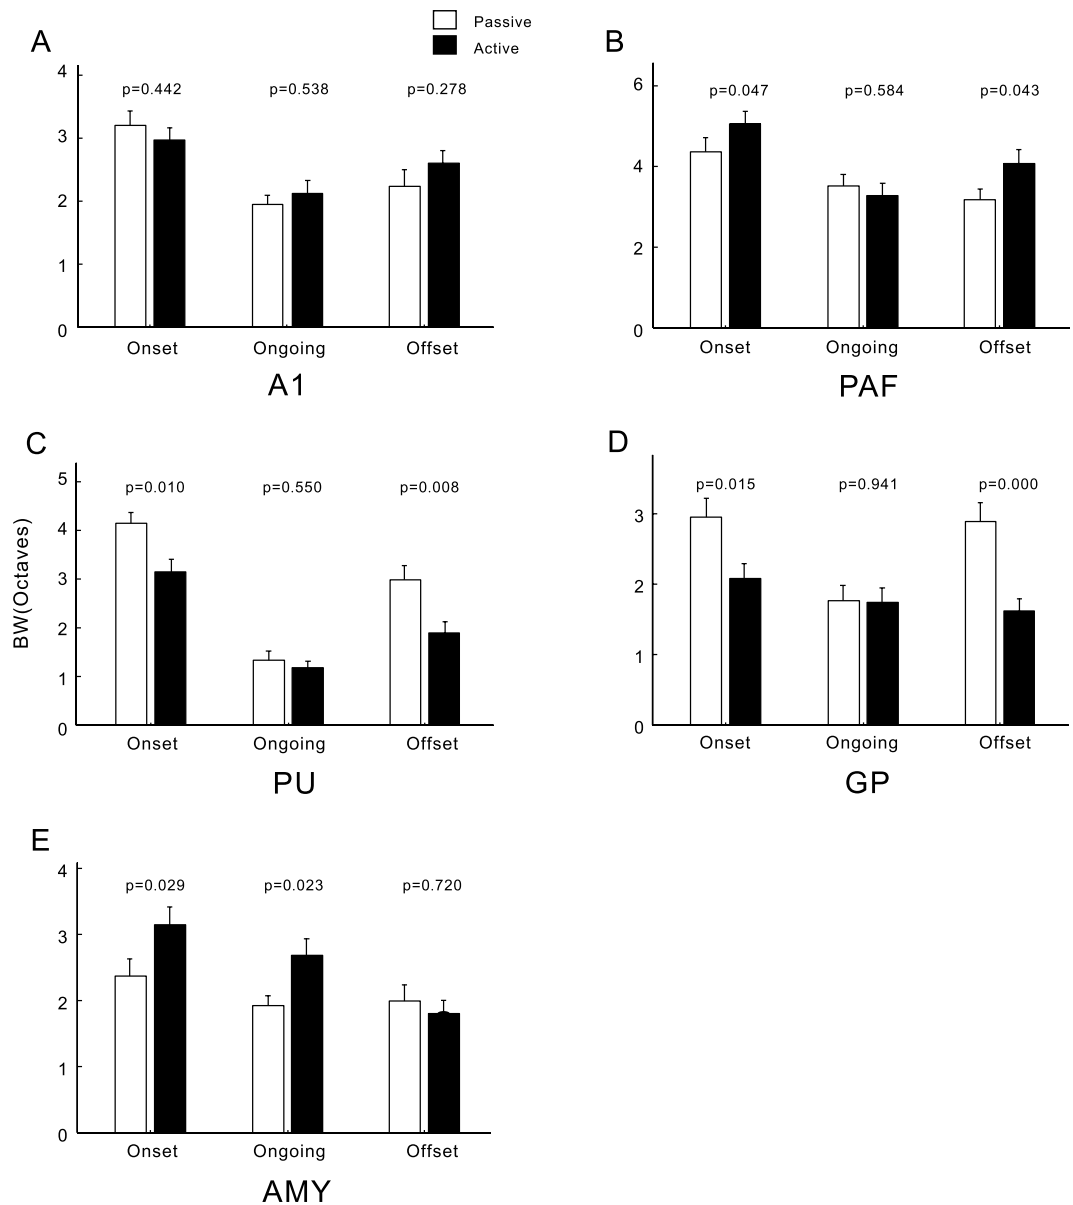 Passive
Active
A
4
3
2
1
0
p=0.442
p=0.538
p=0.278
Onset
Ongoing
Offset
A1
B
6
4
2
0
p=0.047
p=0.584
p=0.043
Onset
Ongoing
Offset
PAF
C
BW(Octaves)
5
4
3
2
1
0
p=0.010
p=0.550
p=0.008
Onset
Ongoing
Offset
PU
D
3
2
1
0
p=0.015
p=0.941
p=0.000
Onset
Ongoing
Offset
GP
E
4
3
2
1
0
p=0.029
p=0.023
p=0.720
Onset
Ongoing
Offset
AMY